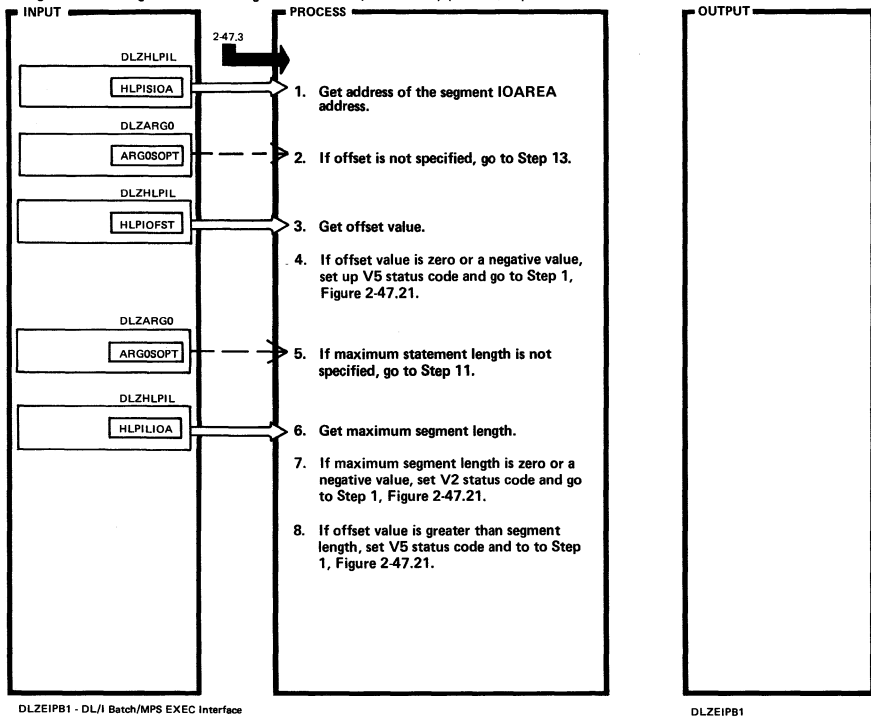 INPUT
PROCESS
OUTPUT
2-47.3
DLZHLPIL
HLPISIOA
1. Get address of the segment IOAREA
address.
DLZARG0
ARG0SOPT
2. If offset is not specified, go to Step 13.
DLZHLPIL
HLPIOFST
3. Get offset value.
4. If offset value is zero or a negative value,
set up V5 status code and go to Step 1,
Figure 2-47.21.
DLZARG0
ARG0SOPT
5. If maximum statement length is not
specified, go to Step 11.
DLZHLPIL
HLPILIOA
6. Get maximum segment length.
7. If maximum segment length is zero or a
negative value, set V2 status code and go
to Step 1, Figure 2-47.21.
8. If offset value is greater than segment
length, set V5 status code and to to Step
1, Figure 2-47.21.
DLZEIPB1 - DL/I Batch/MPS EXEC Interface
DLZEIPB1